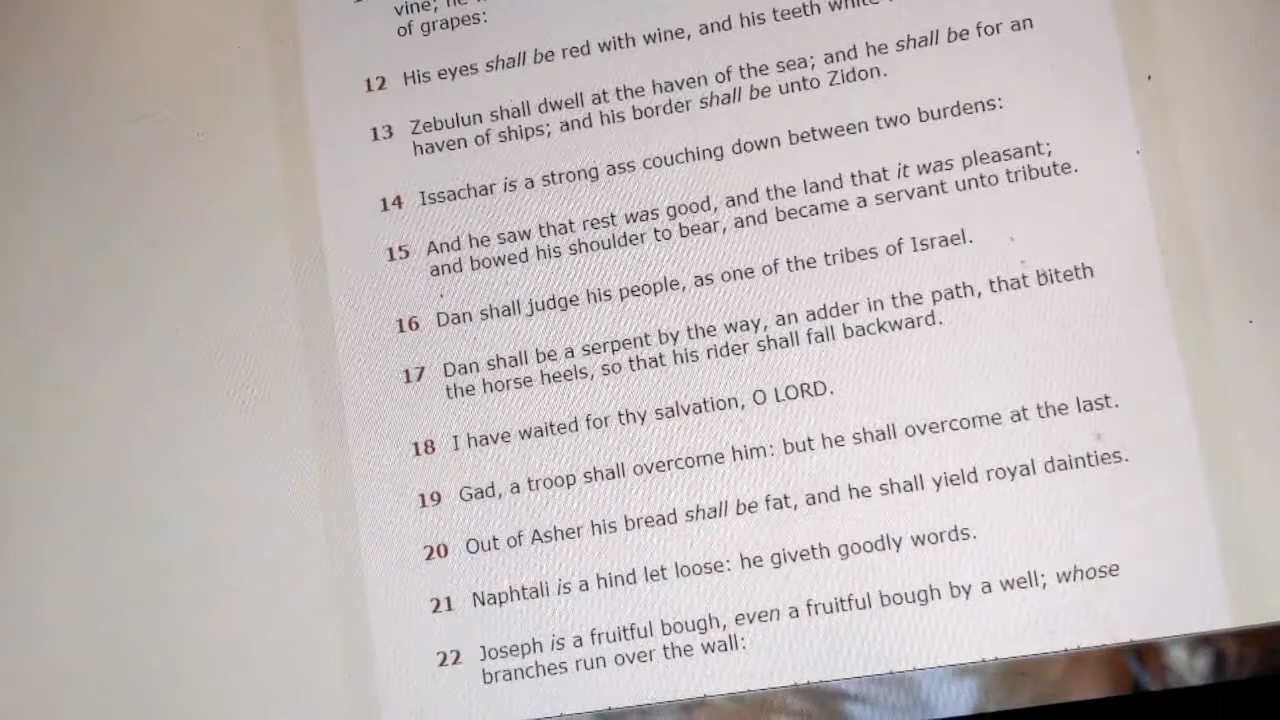 vine;
of grapes:
12 His eyes shall be red with wine, and his teeth white
13 Zebulun shall dwell at the haven of the sea; and he shall be for an
haven of ships; and his border shall be unto Zidon.
14 Issachar is a strong ass couching down between two burdens:
15 And he saw that rest was good, and the land that it was pleasant;
and bowed his shoulder to bear, and became a servant unto tribute.
16 Dan shall judge his people, as one of the tribes of Israel.
17 Dan shall be a serpent by the way, an adder in the path, that biteth
the horse heels, so that his rider shall fall backward.
18 I have waited for thy salvation, O LORD.
19 Gad, a troop shall overcome him: but he shall overcome at the last.
20 Out of Asher his bread shall be fat, and he shall yield royal dainties.
21 Naphtali is a hind let loose: he giveth goodly words.
22 Joseph is a fruitful bough, even a fruitful bough by a well; whose
branches run over the wall: